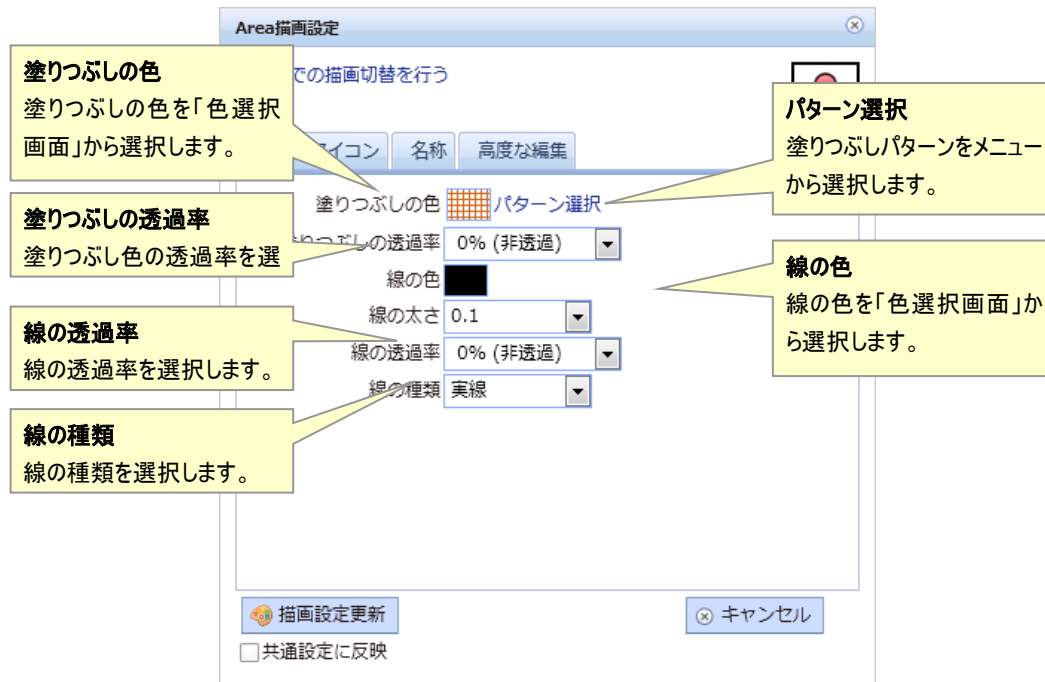 Area描画設定
塗りつぶしの色
塗りつぶしの色を「色選択
画面」から選択します。
での描画切替を行う
パターン選択
塗りつぶしパターンをメニュー
から選択します。
イコン
名称
高度な編集
塗りつぶしの色
パターン選択
塗りつぶしの透過率
塗りつぶし色の透過率を選
りつぶしの透過率
0% (非透過)
線の色
線の色
線の色を「色選択画面」か
ら選択します。
線の太さ
0.1
線の透過率
線の透過率を選択します。
線の透過率
0% (非透過)
線の種類
実線
線の種類
線の種類を選択します。
描画設定更新
キャンセル
共通設定に反映